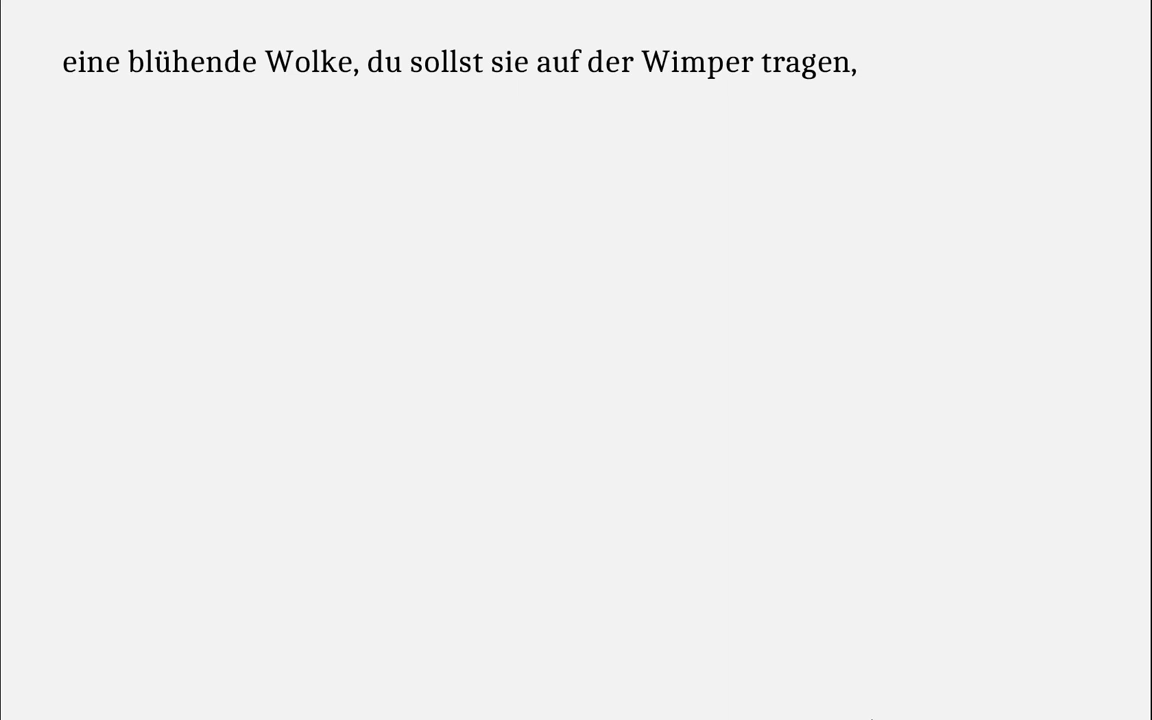 eine blühende Wolke, du sollst sie auf der Wimper tragen,